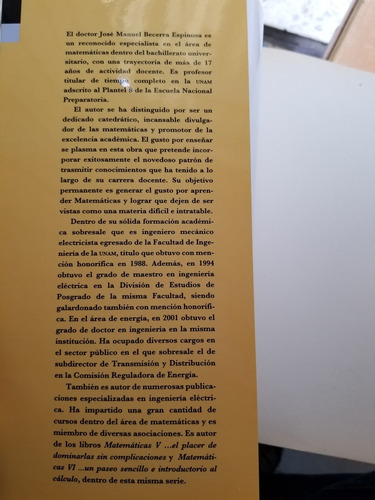 El doctor José Manuel Becerra Espinosa es
un reconocido especialista en el área de
matemáticas dentro del bachillerato univer-
sitario, con una trayectoria de más de 17
años de actividad docente. Es profesor
titular de tiempo completo en la UNAM
adscrito al Plantel 8 de la Escuela Nacional
Preparatoria.
El autor se ha distinguido por ser un
dedicado catedrático, incansable divulga-
dor de las matemáticas y promotor de la
excelencia académica. El gusto por enseñar
se plasma en esta obra que pretende incor-
porar exitosamente el novedoso patrón de
trasmitir conocimientos que ha tenido a lo
largo de su carrera docente. Su objetivo
permanente es generar el gusto por apren-
der Matemáticas y lograr que dejen de ser
vistas como una materia difícil e intratable.
Dentro de su sólida formación académi-
ca sobresale que es ingeniero mecánico
electricista egresado de la Facultad de Inge-
niería de la UNAM, título que obtuvo con men-
ción honorífica en 1988. Además, en 1994
obtuvo el grado de maestro en ingeniería
eléctrica en la División de Estudios de
Posgrado de la misma Facultad, siendo
galardonado también con mención honorífi-
ca. En el área de energía, en 2001 obtuvo el
grado de doctor en ingeniería en la misma
institución. Ha ocupado diversos cargos en
el sector público en el que sobresale el de
subdirector de Transmisión y Distribución
en la Comisión Reguladora de Energía.
También es autor de numerosas publica-
ciones especializadas en ingeniería eléctri-
ca. Ha impartido una gran cantidad de
cursos dentro del área de matemáticas y es
miembro de diversas asociaciones. Es autor
de los libros Matemáticas V ...el placer de
dominarlas sin complicaciones y Matemáti-
cas VI ...un paseo sencillo e introductorio al
cálculo, dentro de esta misma serie.